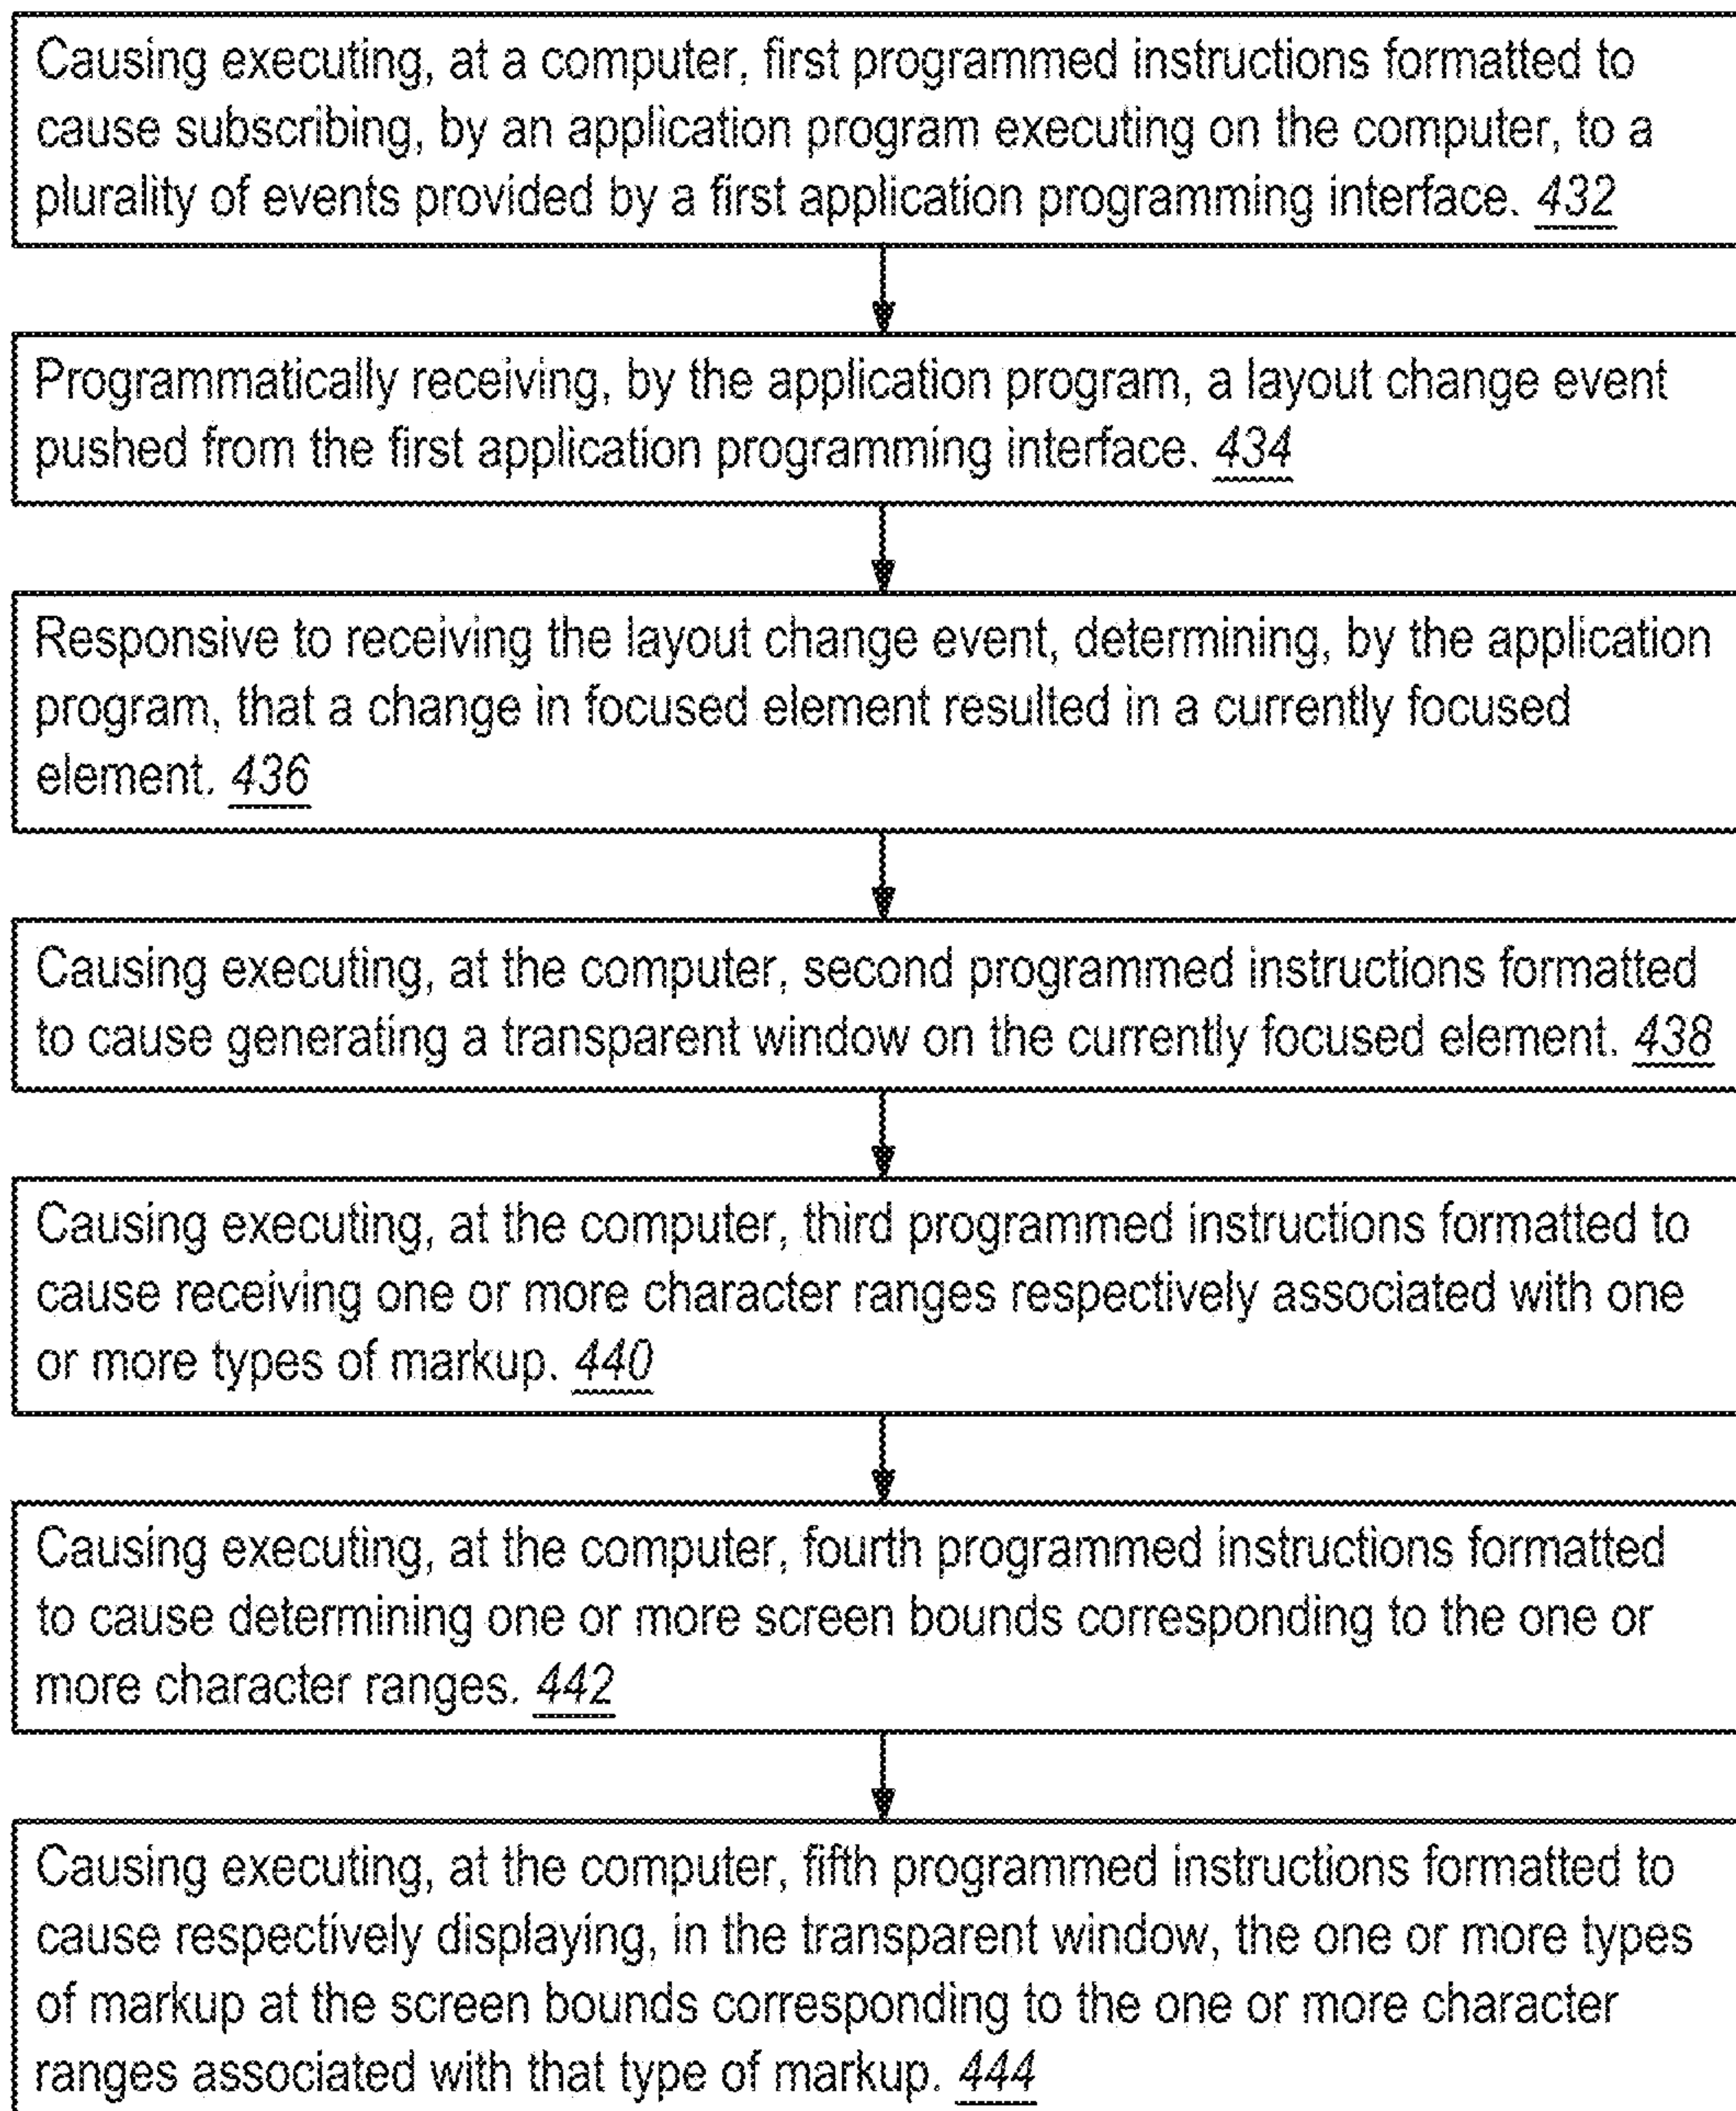 Causing executing, at a computer, first programmed instructions formatted to
cause subscribing, by an application program executing on the computer, to a
plurality of events provided by a first application programming interface. 432
Programmatically receiving, by the application program, a layout change event
pushed from the first application programming interface. 434
Responsive to receiving the layout change event, determining, by the application
program, that a change in focused element resulted in a currently focused
element. 436
Causing executing, at the computer, second programmed instructions formatted
to cause generating a transparent window on the currently focused element. 438
Causing executing, at the computer, third programmed instructions formatted to
cause receiving one or more character ranges respectively associated with one
or more types of markup. 440
Causing executing, at the computer, fourth programmed instructions formatted
to cause determining one or more screen bounds corresponding to the one or
more character ranges. 442
Causing executing, at the computer, fifth programmed instructions formatted to
cause respectively displaying, in the transparent window, the one or more types
of markup at the screen bounds corresponding to the one or more character
ranges associated with that type of markup. 444